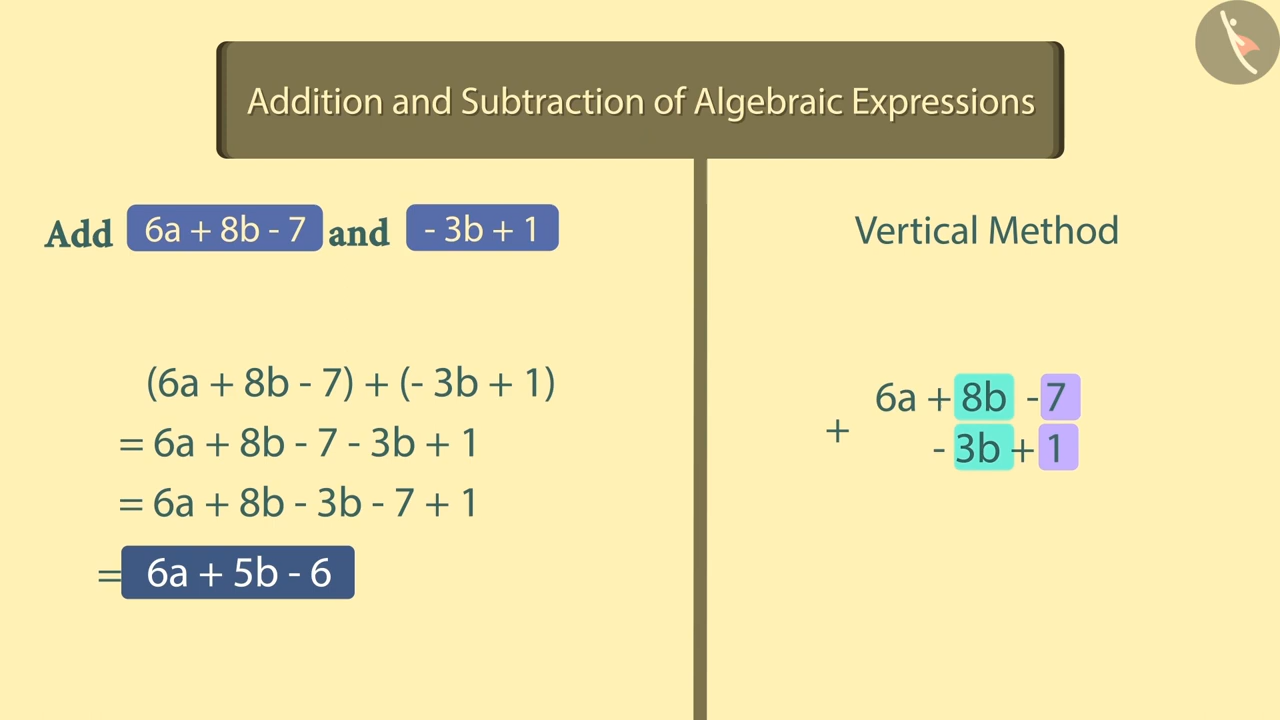 Addition and Subtraction of Algebraic Expressions
Add 6a + 8b - 7 and - 3b + 1
(6a + 8b - 7) + (- 3b + 1)
= 6a + 8b - 7 - 3b + 1
= 6a + 8b - 3b - 7 + 1
= 6a + 5b - 6
Vertical Method
6a + 8b - 7
+
- 3b + 1